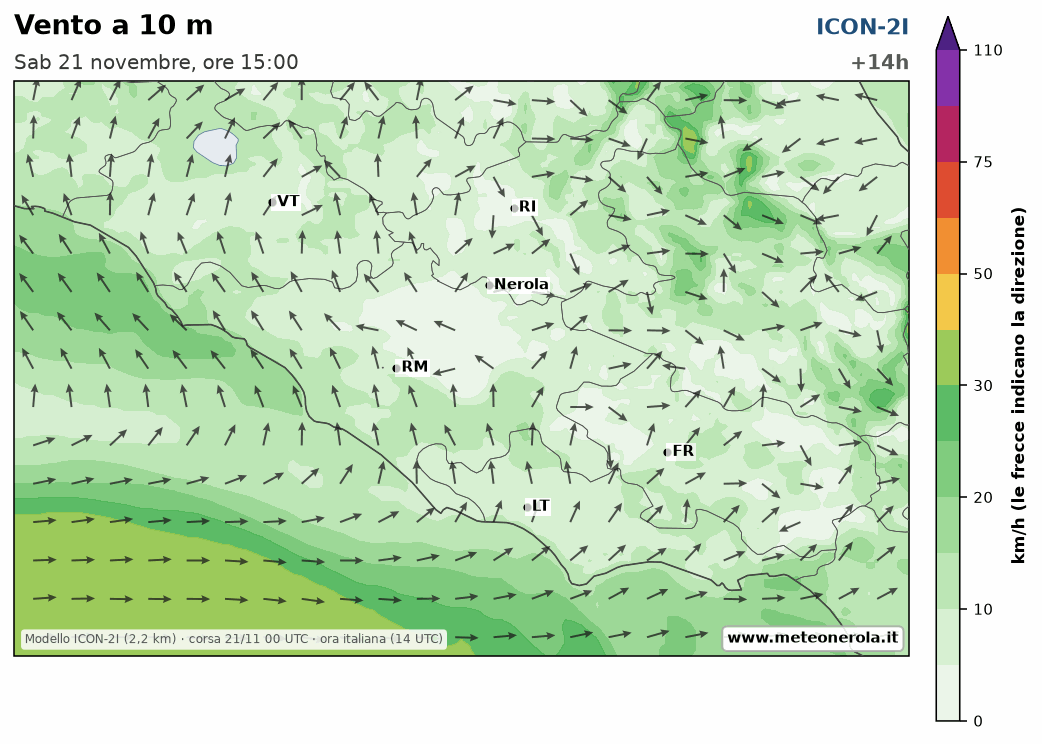 Vento a 10 m
ICON-2I
Sab 21 novembre, ore 15:00
+14h
VT
RI
Nerola
RM
FR
LT
Modello ICON-2I (2,2 km) · corsa 21/11 00 UTC · ora italiana (14 UTC)
www.meteonerola.it
110
75
50
30
20
10
0
km/h (le frecce indicano la direzione)